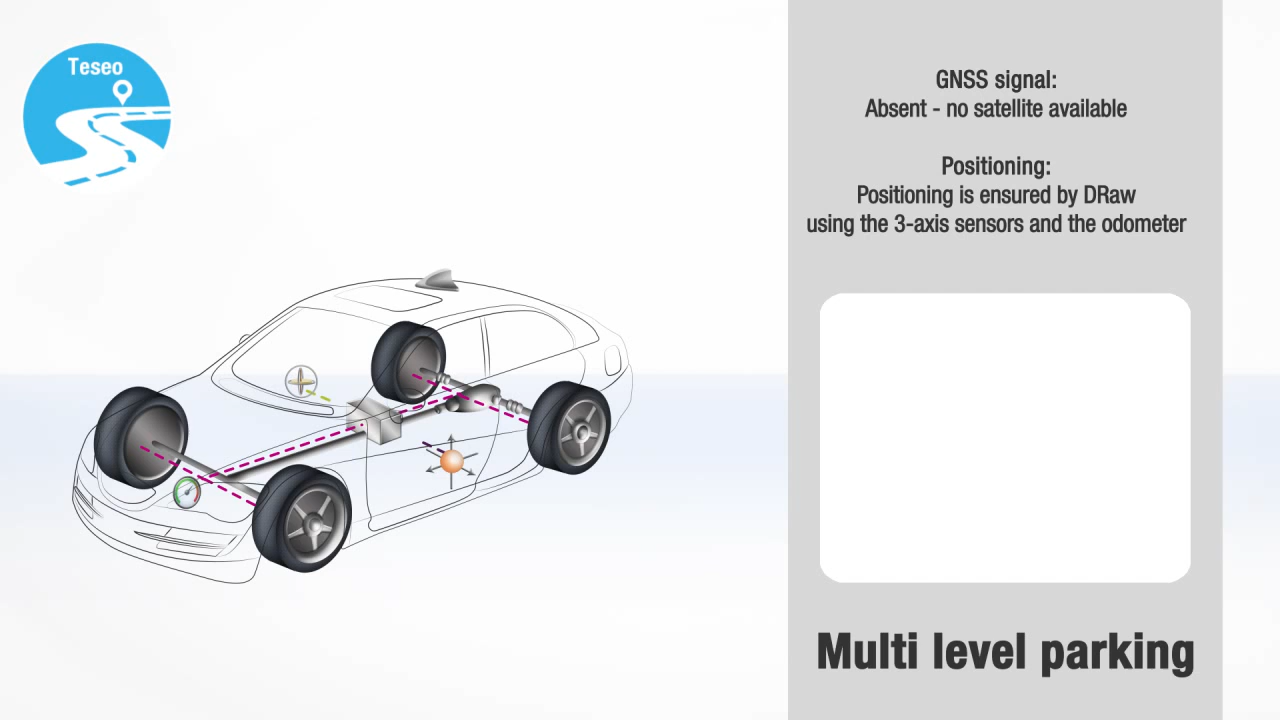 Teseo
GNSS signal:
Absent - no satellite available
Positioning:
Positioning is ensured by DRaw
using the 3-axis sensors and the odometer
Multi level parking